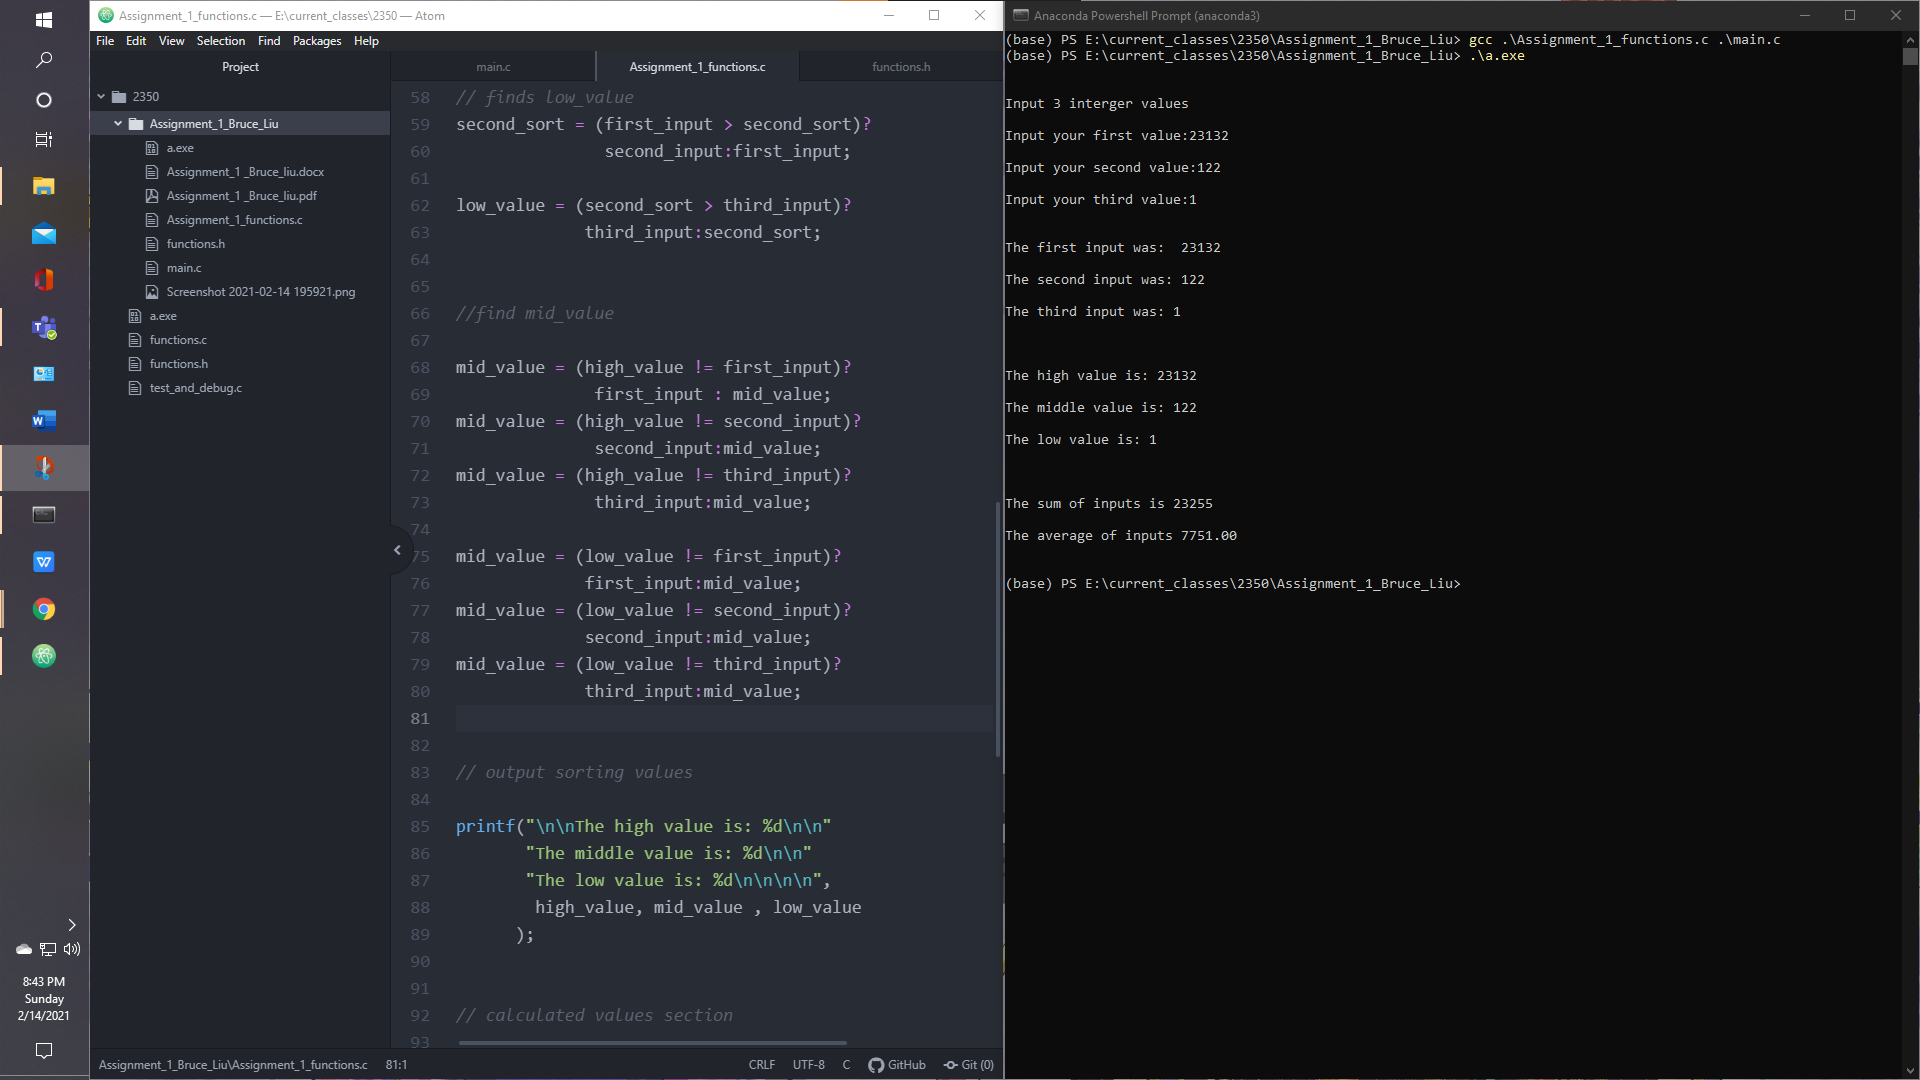 Assignment_1_functions.c — E:\current_classes\2350 — Atom
File Edit View Selection Find Packages Help
Project
2350
Assignment_1_Bruce_Liu
a.exe
Assignment_1 _Bruce_liu.docx
Assignment_1 _Bruce_liu.pdf
Assignment_1_functions.c
functions.h
main.c
Screenshot 2021-02-14 195921.png
a.exe
functions.c
functions.h
test_and_debug.c
main.c Assignment_1_functions.c functions.h
58 // finds low_value
59 second_sort = (first_input > second_sort)?
60 second_input:first_input;
61
62 low_value = (second_sort > third_input)?
63 third_input:second_sort;
64
65
66 //find mid_value
67
68 mid_value = (high_value != first_input)?
69 first_input : mid_value;
70 mid_value = (high_value != second_input)?
71 second_input:mid_value;
72 mid_value = (high_value != third_input)?
73 third_input:mid_value;
74
75 mid_value = (low_value != first_input)?
76 first_input:mid_value;
77 mid_value = (low_value != second_input)?
78 second_input:mid_value;
79 mid_value = (low_value != third_input)?
80 third_input:mid_value;
81
82
83 // output sorting values
84
85 printf("\n\nThe high value is: %d\n\n"
86 "The middle value is: %d\n\n"
87 "The low value is: %d\n\n\n\n",
88 high_value, mid_value , low_value
89 );
90
91
92 // calculated values section
93
Assignment_1_Bruce_Liu\Assignment_1_functions.c 81:1 CRLF UTF-8 C GitHub Git (0)
Anaconda Powershell Prompt (anaconda3)
(base) PS E:\current_classes\2350\Assignment_1_Bruce_Liu> gcc .\Assignment_1_functions.c .\main.c
(base) PS E:\current_classes\2350\Assignment_1_Bruce_Liu> .\a.exe
Input 3 interger values
Input your first value:23132
Input your second value:122
Input your third value:1
The first input was:  23132
The second input was: 122
The third input was: 1
The high value is: 23132
The middle value is: 122
The low value is: 1
The sum of inputs is 23255
The average of inputs 7751.00
(base) PS E:\current_classes\2350\Assignment_1_Bruce_Liu>
8:43 PM
Sunday
2/14/2021